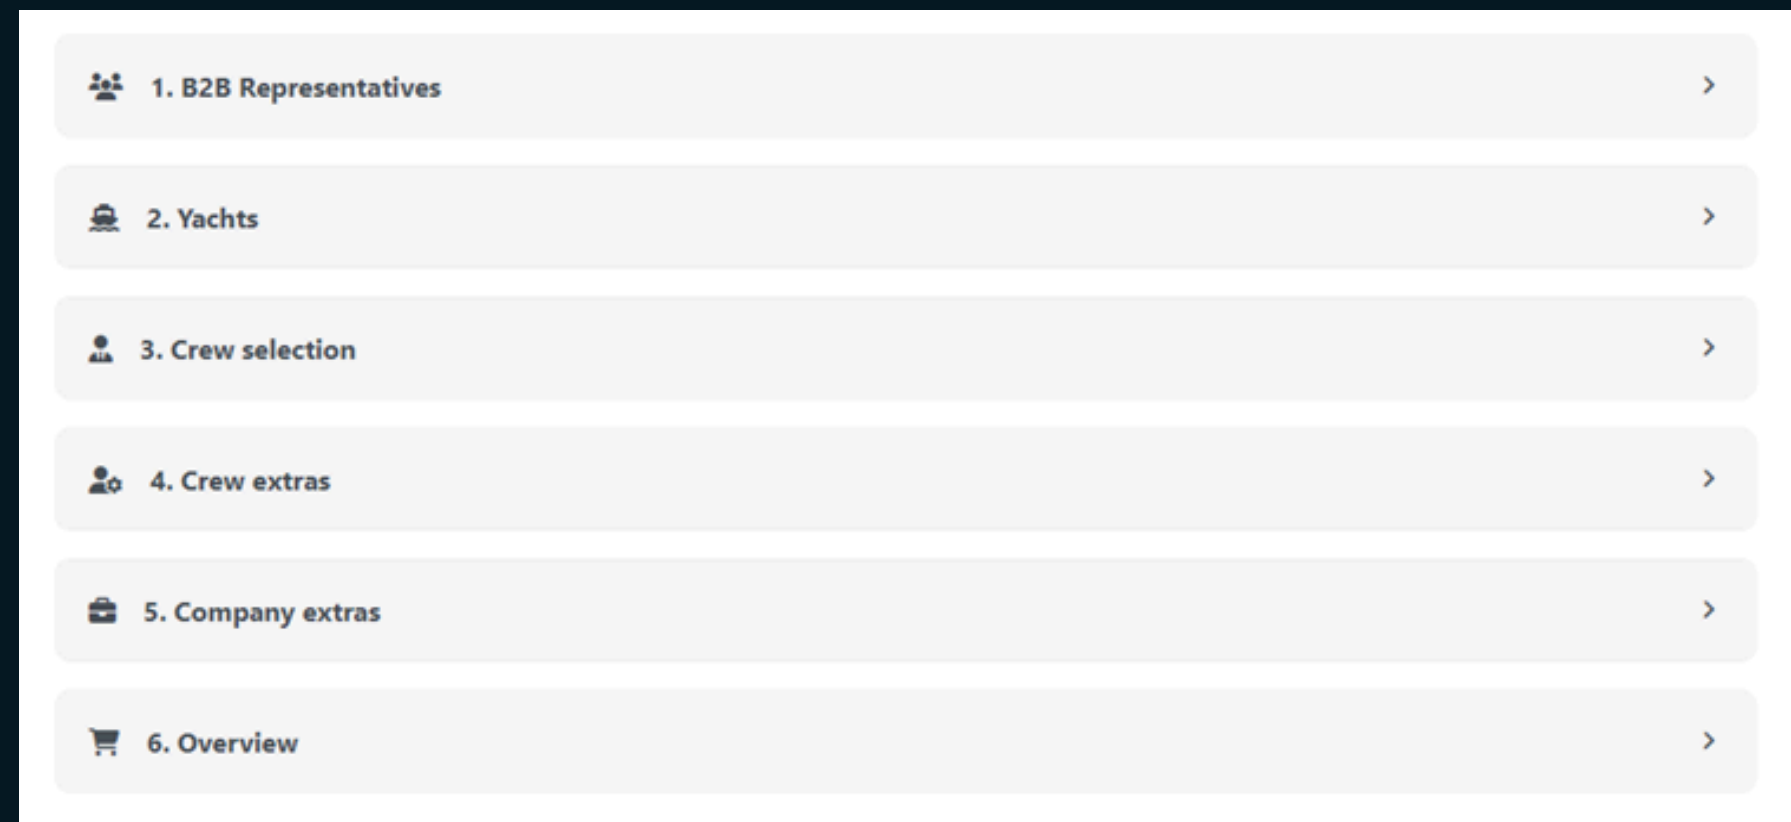 1. B2B Representatives
2. Yachts
3. Crew selection
4. Crew extras
5. Company extras
6. Overview